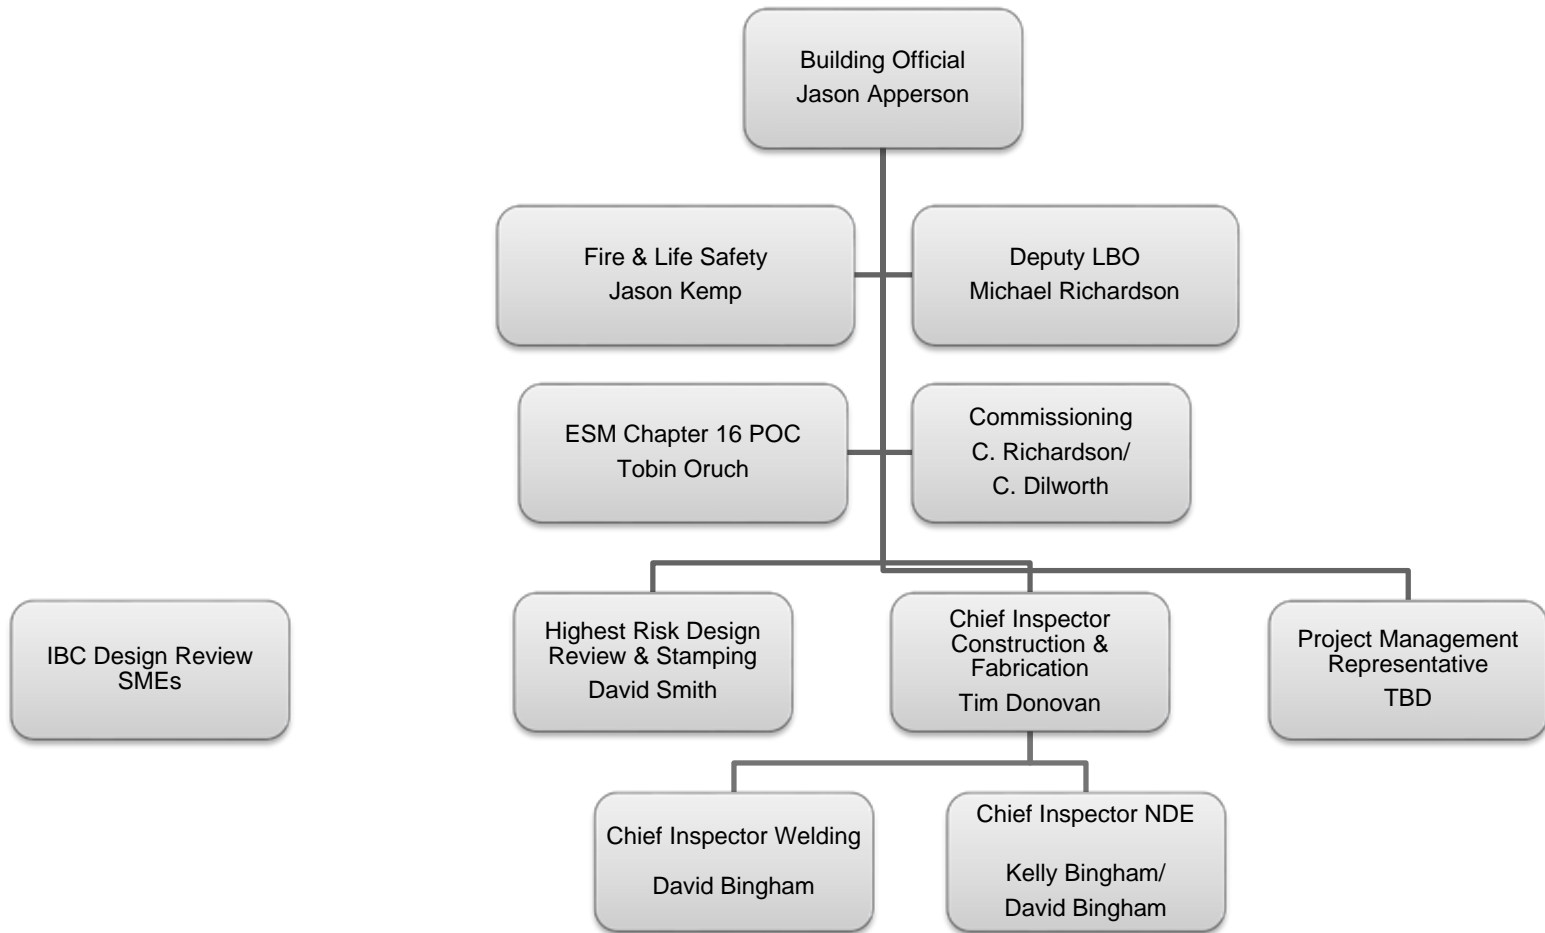 Building Official
Jason Apperson
Fire & Life Safety
Jason Kemp
Deputy LBO
Michael Richardson
ESM Chapter 16 POC
Tobin Oruch
Commissioning
C. Richardson/
C. Dilworth
IBC Design Review
SMEs
Highest Risk Design
Review & Stamping
David Smith
Chief Inspector
Construction &
Fabrication
Tim Donovan
Project Management
Representative
TBD
Chief Inspector Welding
David Bingham
Chief Inspector NDE
Kelly Bingham/
David Bingham